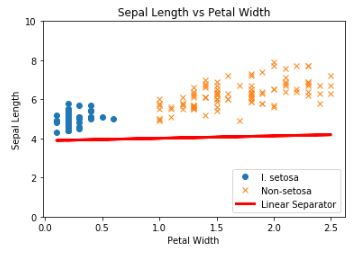 Sepal Length vs Petal Width
10
8
6
4
2
0
Sepal Length
0.0 0.5 1.0 1.5 2.0 2.5
Petal Width
I. setosa
Non-setosa
Linear Separator